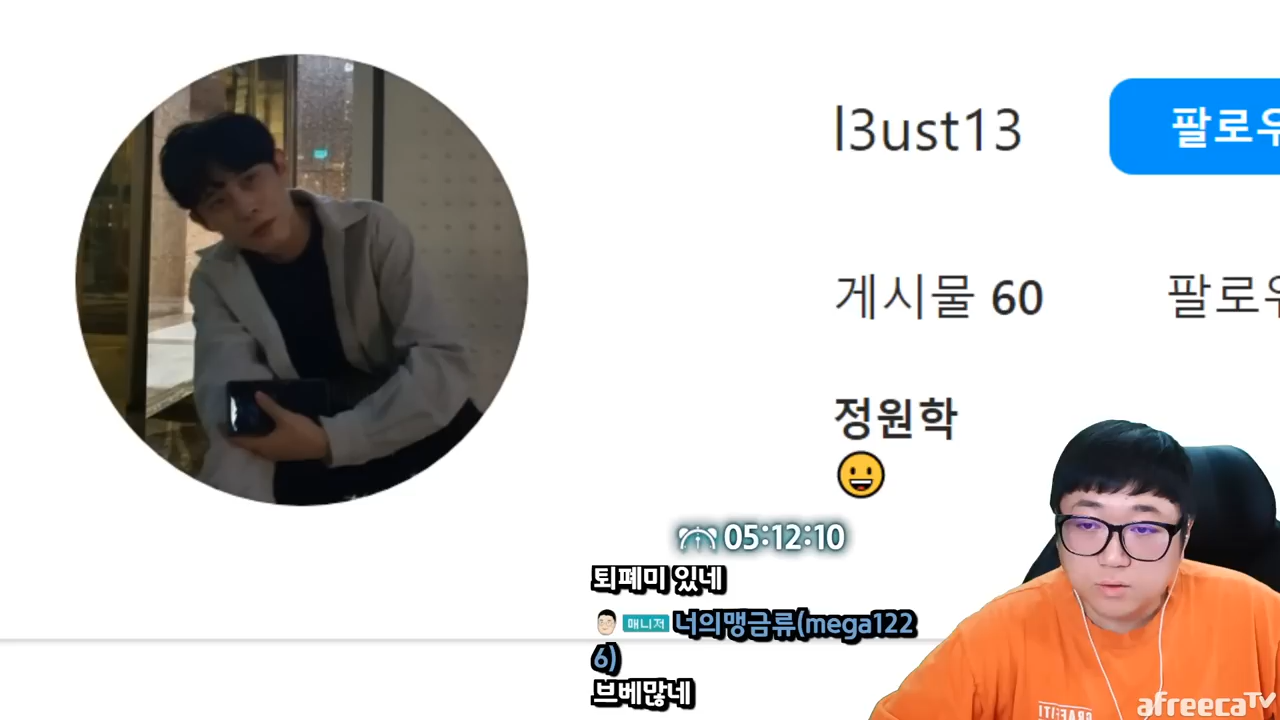 l3ust13
팔로우
게시물 60
팔로우
정원학
05:12:10
퇴폐미 있네
매니저 너의맹금류(mega122
6)
브베많네
afreecaTV